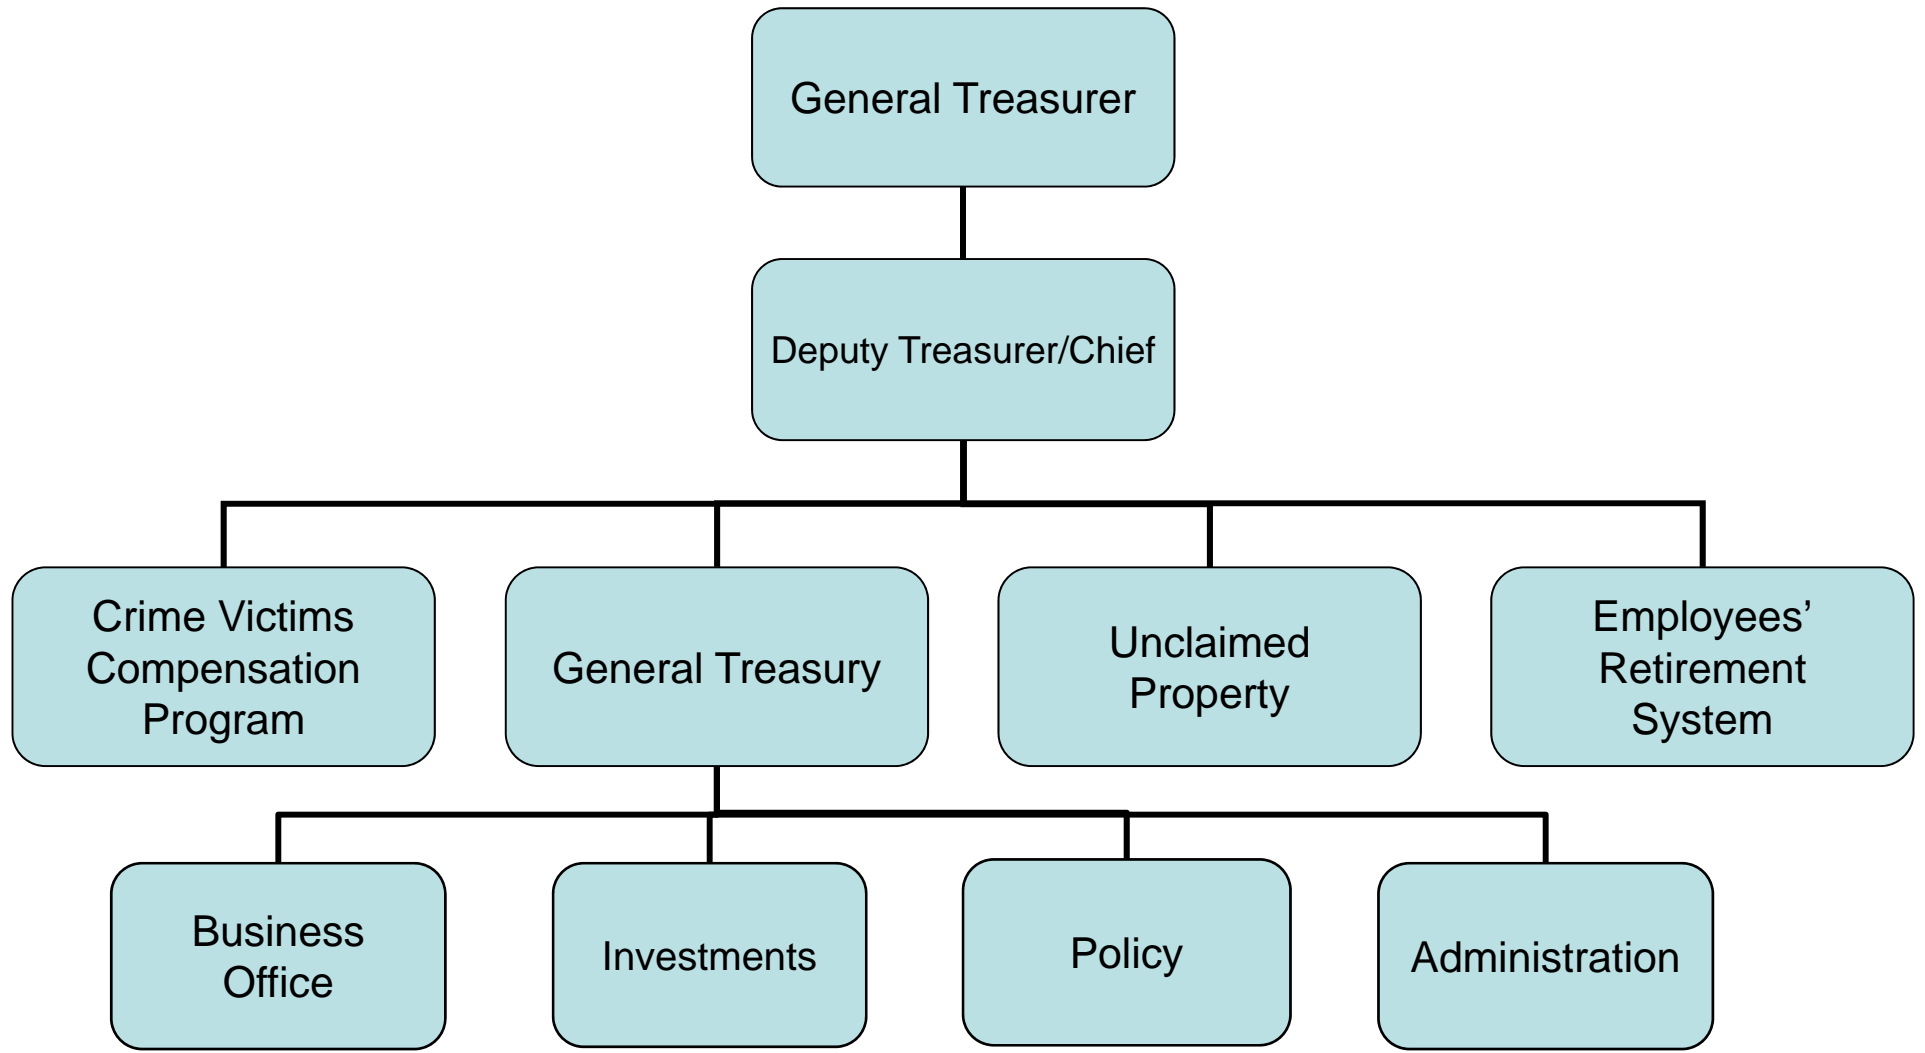 General Treasurer
Deputy Treasurer/Chief
Crime Victims
Compensation
Program
General Treasury
Unclaimed
Property
Employees’
Retirement
System
Business
Office
Investments
Policy
Administration